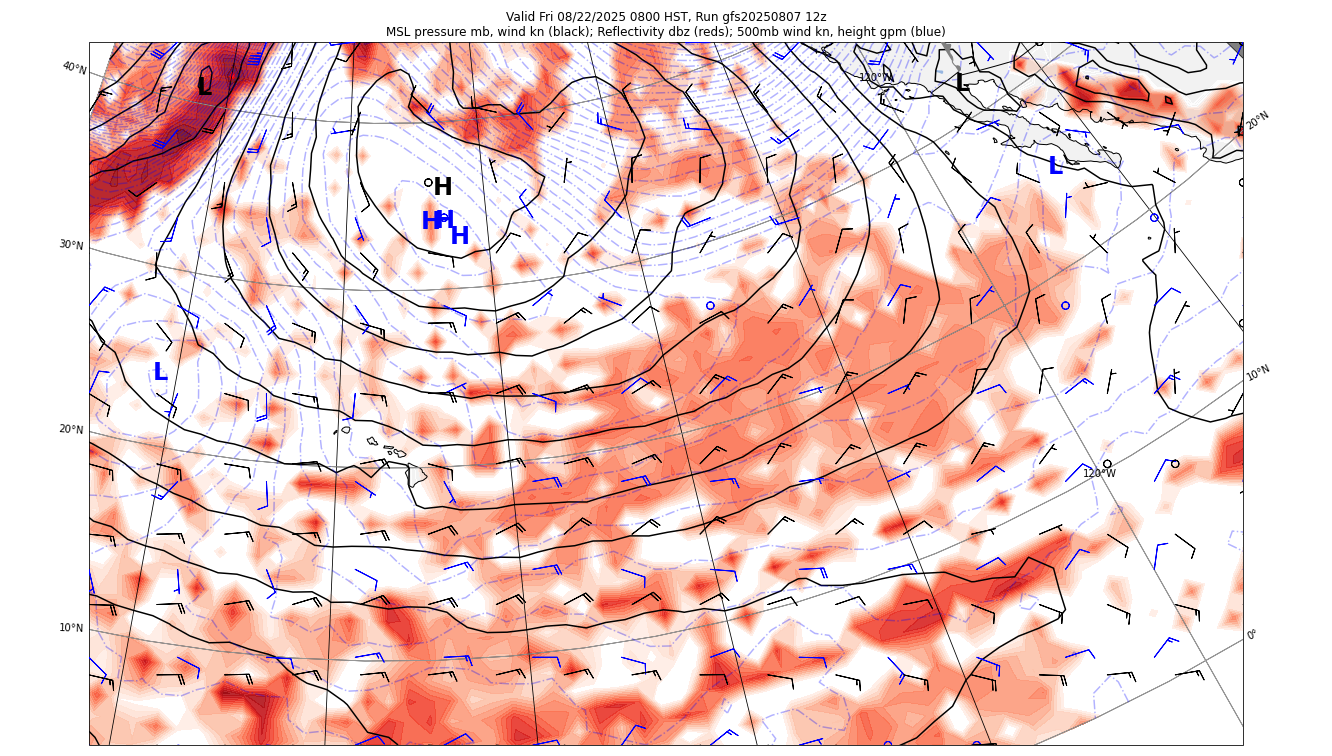 Valid Fri 08/22/2025 0800 HST, Run gfs20250807 12z
MSL pressure mb, wind kn (black); Reflectivity dbz (reds); 500mb wind kn, height gpm (blue)
40°N
120°W
L
L
20°N
L
H
H
H
H
30°N
L
10°N
20°N
120°W
10°N
0°